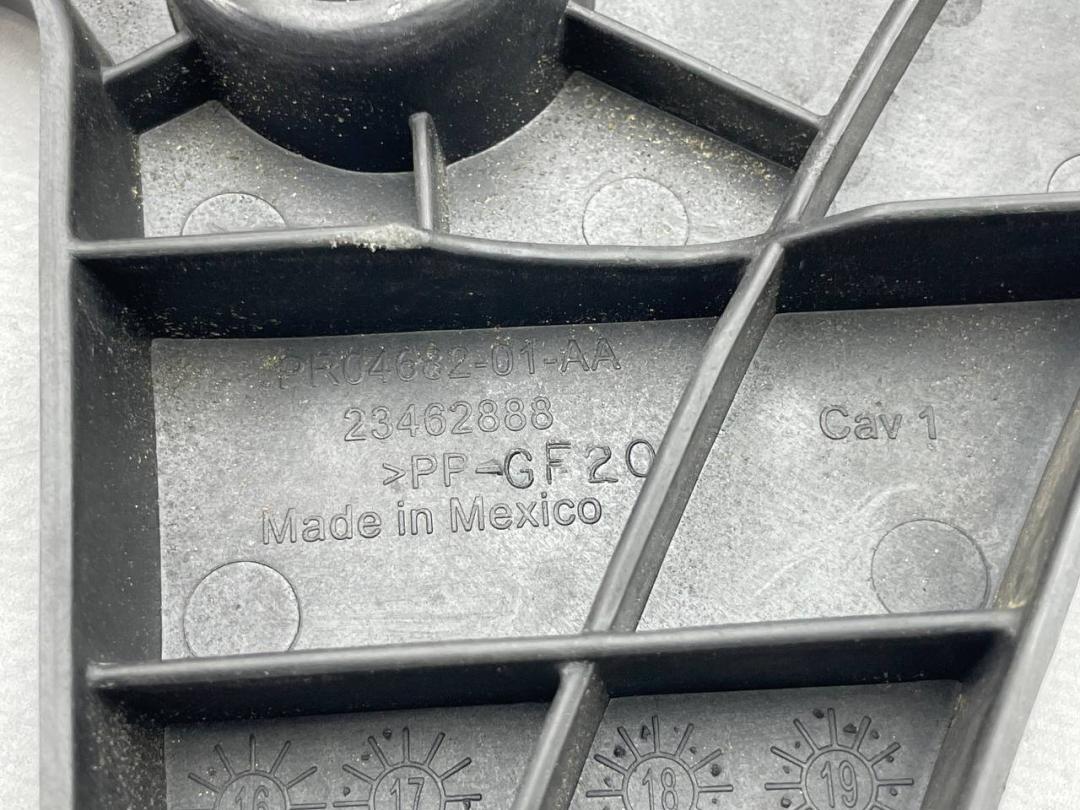 PR04682-01-AA
23462888
>PP-GF20
Made in Mexico
Cav 1
16 17 18 19